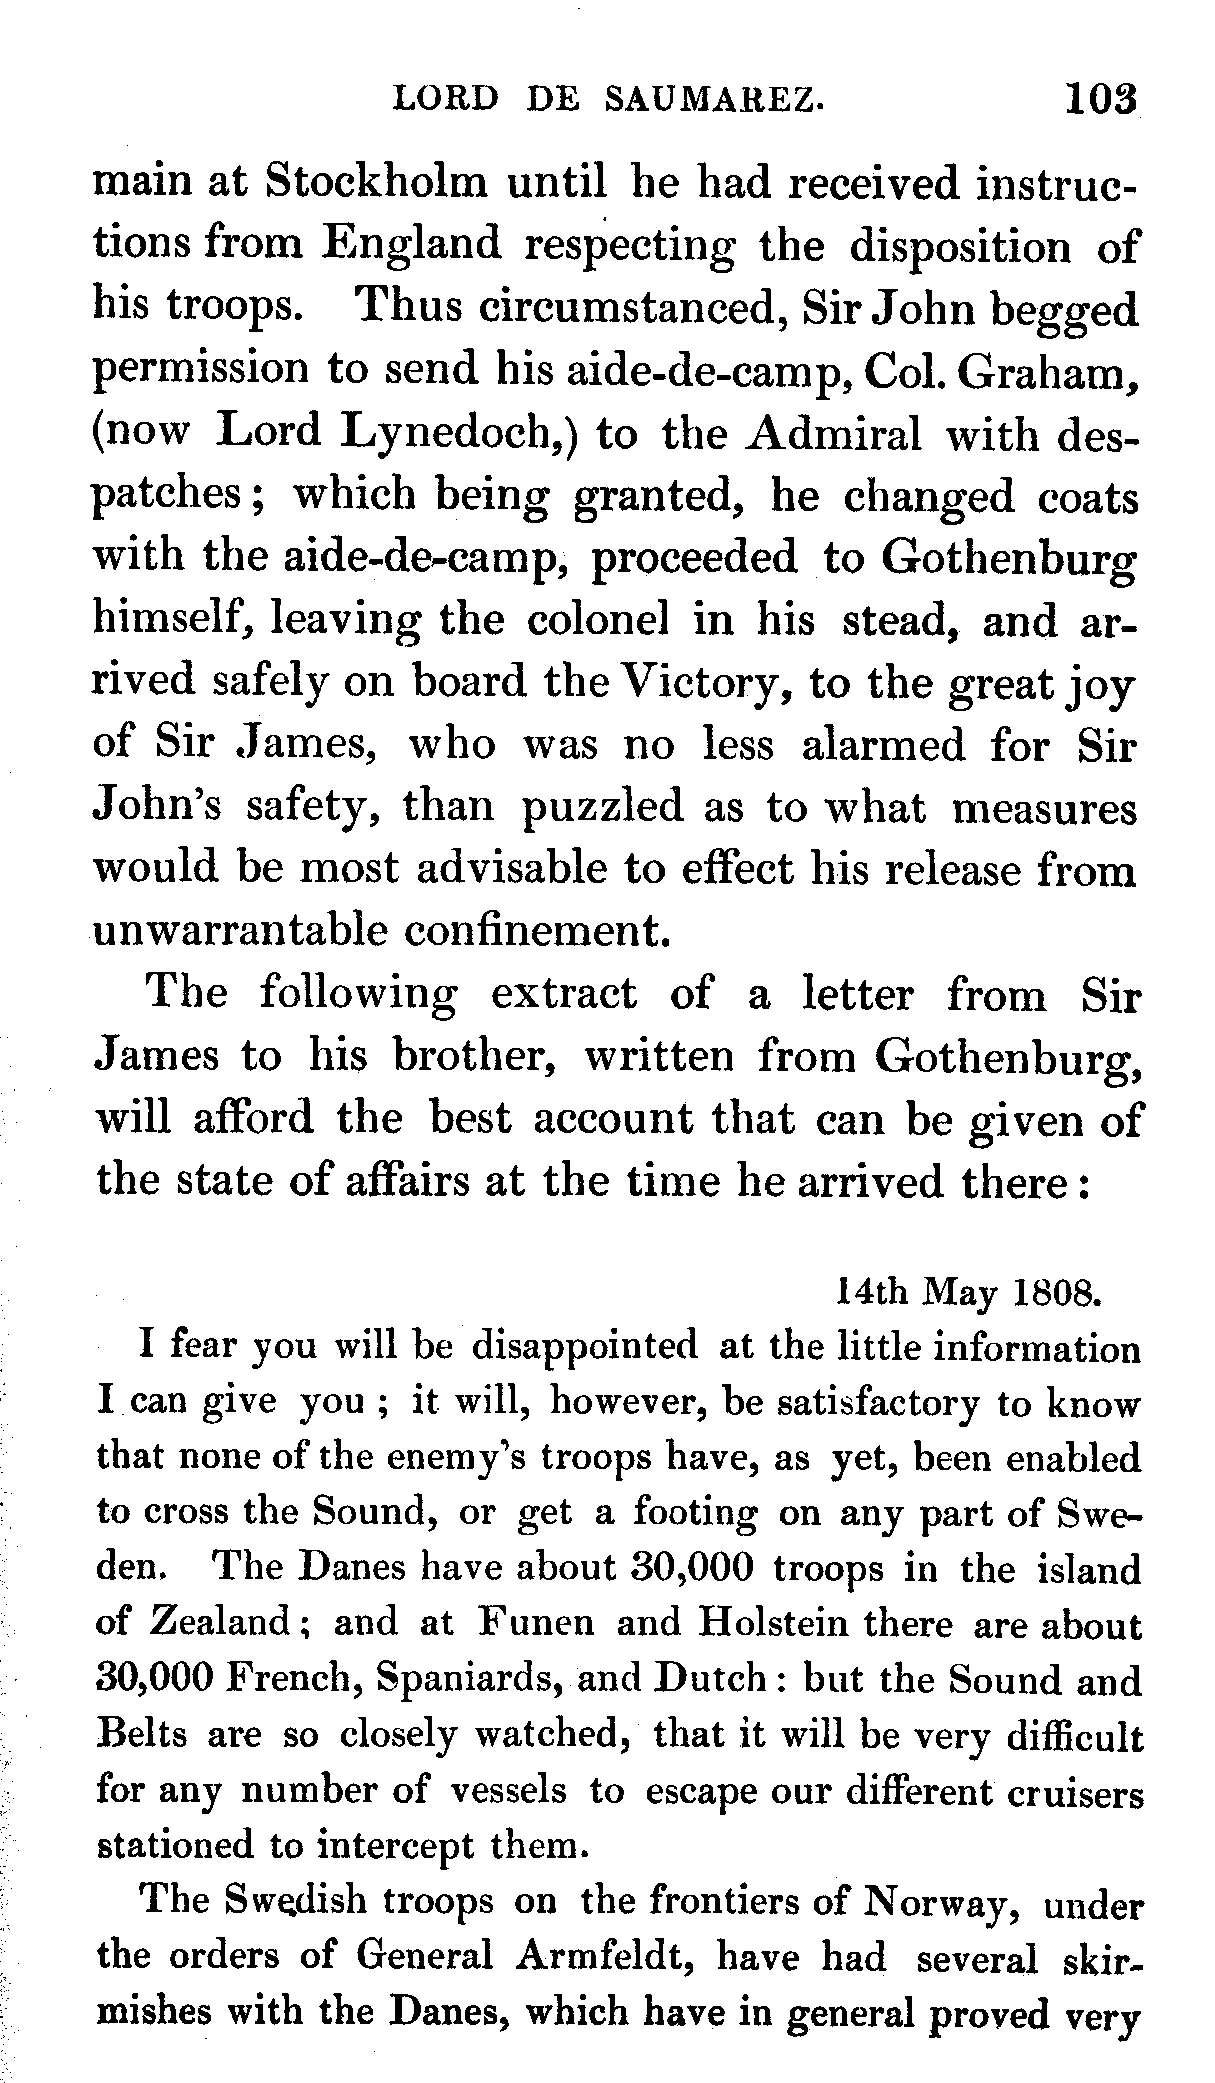 LORD DE SAUMAREZ. 103
main at Stockholm until he had received instruc-
tions from England respecting the disposition of
his troops. Thus circumstanced, Sir John begged
permission to send his aide-de-camp, Col. Graham,
(now Lord Lynedoch,) to the Admiral with des-
patches; which being granted, he changed coats
with the aide-de-camp, proceeded to Gothenburg
himself, leaving the colonel in his stead, and ar-
rived safely on board the Victory, to the great joy
of Sir James, who was no less alarmed for Sir
John's safety, than puzzled as to what measures
would be most advisable to effect his release from
unwarrantable confinement.
The following extract of a letter from Sir
James to his brother, written from Gothenburg,
will afford the best account that can be given of
the state of affairs at the time he arrived there:
14th May 1808.
I fear you will be disappointed at the little information
I can give you; it will, however, be satisfactory to know
that none of the enemy's troops have, as yet, been enabled
to cross the Sound, or get a footing on any part of Swe-
den. The Danes have about 30,000 troops in the island
of Zealand; and at Funen and Holstein there are about
30,000 French, Spaniards, and Dutch: but the Sound and
Belts are so closely watched, that it will be very difficult
for any number of vessels to escape our different cruisers
stationed to intercept them.
The Swedish troops on the frontiers of Norway, under
the orders of General Armfeldt, have had several skir-
mishes with the Danes, which have in general proved very